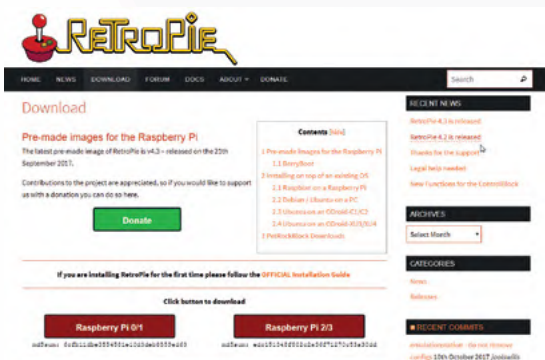 RETROPIE
HOME NEWS DOWNLOAD FORUM DOCS ABOUT DONATE
Search
Download
Pre-made images for the Raspberry Pi
The latest pre-made image of RetroPie is v4.3 – released on the 25th
September 2017.
Contributions to the project are appreciated, so if you would like to support
us with a donation you can do so here.
Donate
Contents [hide]
1 Pre-made images for the Raspberry Pi
1.1 BerryBoot
2 Installing on top of an existing OS
2.1 Raspbian on a Raspberry Pi
2.2 Debian / Ubuntu on a PC
2.3 Ubuntu on an ODroid-C1/C2
2.4 Ubuntu on an ODroid-XU3/XU4
3 PetRockBlock Downloads
If you are installing RetroPie for the first time please follow the OFFICIAL Installation Guide
Click button to download
Raspberry Pi 0/1
Raspberry Pi 2/3
md5sum:
md5sum:
RECENT NEWS
RetroPie 4.3 is released
RetroPie 4.2 is released
Thanks for the support
Legal help needed
New Functions for the ControlBlock
ARCHIVES
Select Month
CATEGORIES
News
Releases
RECENT COMMITS
emulationstation - do not remove
configs 10th October 2017